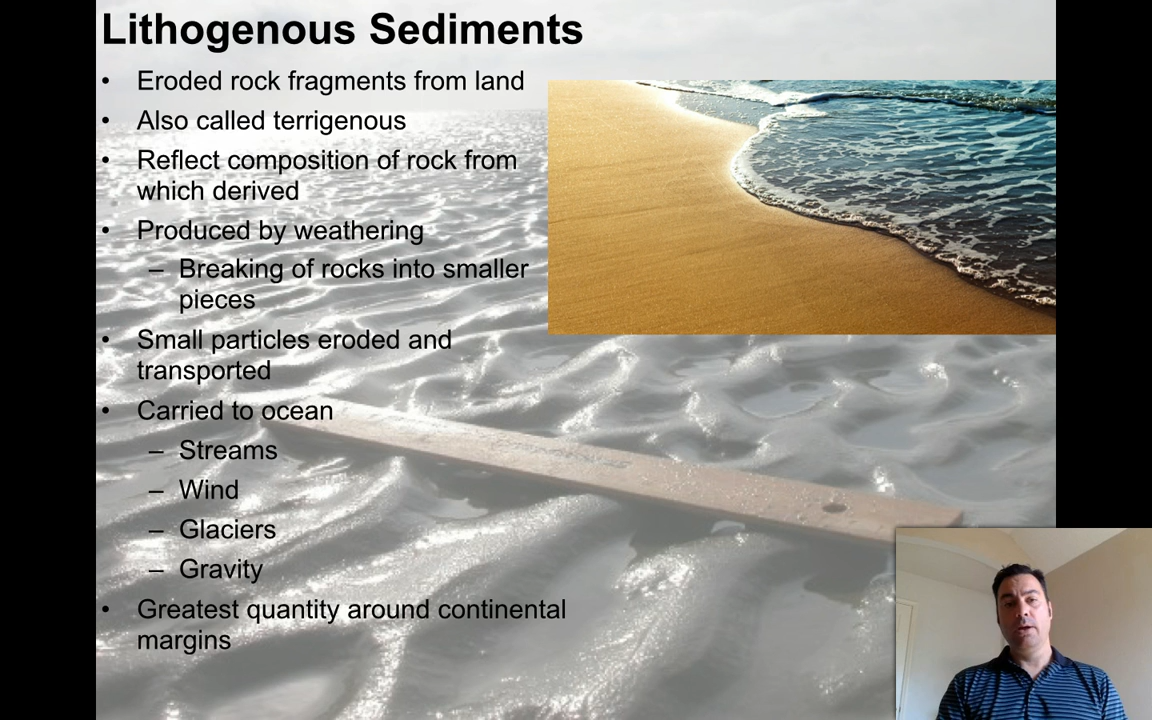 Lithogenous Sediments
• Eroded rock fragments from land
• Also called terrigenous
• Reflect composition of rock from
which derived
• Produced by weathering
– Breaking of rocks into smaller
pieces
• Small particles eroded and
transported
• Carried to ocean
– Streams
– Wind
– Glaciers
– Gravity
• Greatest quantity around continental
margins